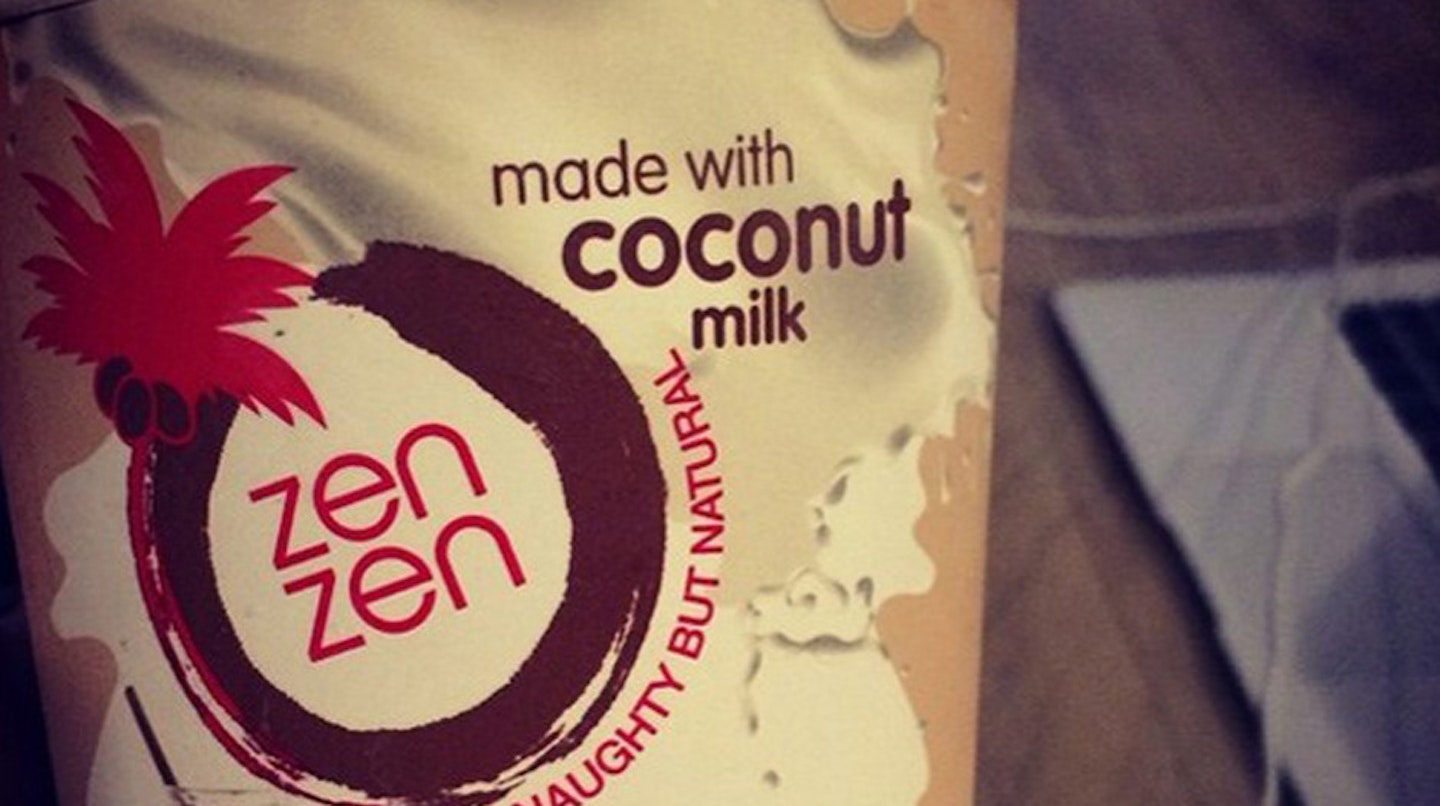 made with
coconut
milk
zen
zen
NAUGHTY BUT NATURAL